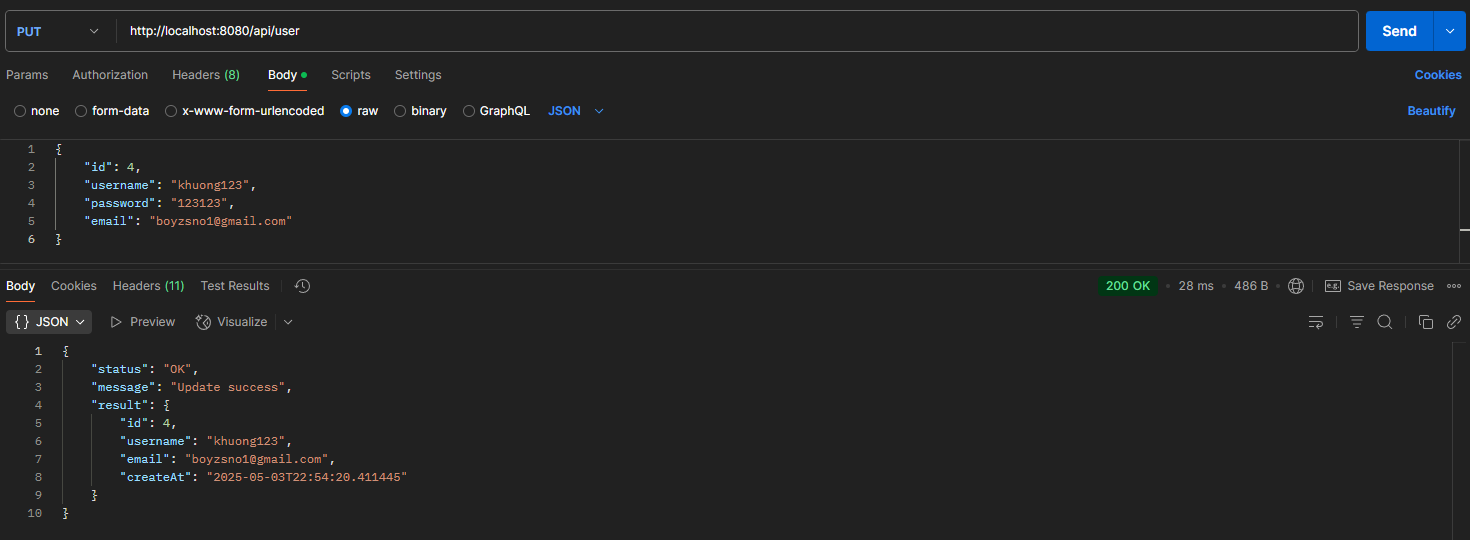 PUT http://localhost:8080/api/user Send
Params Authorization Headers (8) Body Scripts Settings Cookies
none form-data x-www-form-urlencoded raw binary GraphQL JSON Beautify
1 {
2 "id": 4,
3 "username": "khuong123",
4 "password": "123123",
5 "email": "boyzsno1@gmail.com"
6 }
Body Cookies Headers (11) Test Results 200 OK • 28 ms • 486 B • e.g. Save Response
{} JSON Preview Visualize
1 {
2 "status": "OK",
3 "message": "Update success",
4 "result": {
5 "id": 4,
6 "username": "khuong123",
7 "email": "boyzsno1@gmail.com",
8 "createAt": "2025-05-03T22:54:20.411445"
9 }
10 }